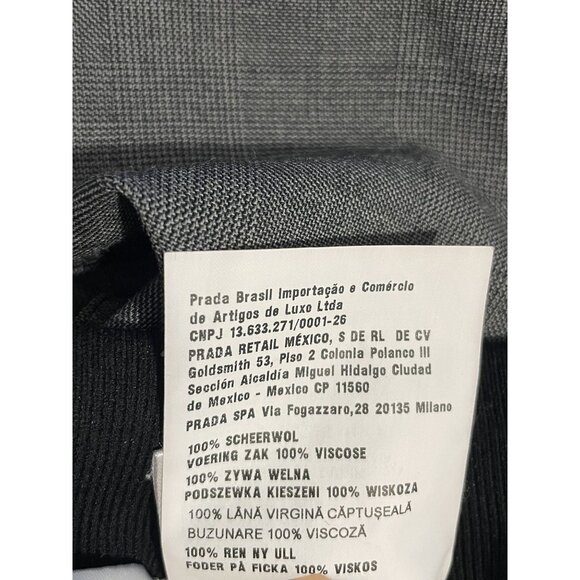 Prada Brasil Importação e Comércio
de Artigos de Luxo Ltda
CNPJ 13.633.271/0001-26
PRADA RETAIL MÉXICO, S DE RL DE CV
Goldsmith 53, Piso 2 Colonia Polanco III
Sección Alcaldía Miguel Hidalgo Ciudad
de Mexico - Mexico CP 11560
PRADA SPA Via Fogazzaro,28 20135 Milano
100% SCHEERWOL
VOERING ZAK 100% VISCOSE
100% ZYWA WELNA
PODSZEWKA KIESZENI 100% WISKOZA
100% LÂNĂ VIRGINĂ CĂPTUŞEALĂ
BUZUNARE 100% VISCOZĂ
100% REN NY ULL
FODER PÅ FICKA 100% VISKOS